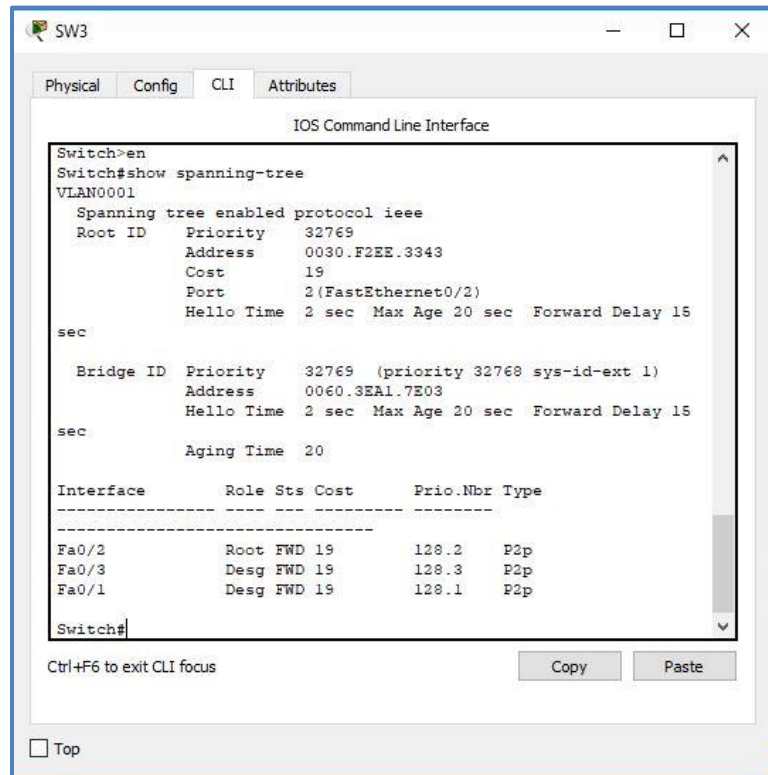 SW3
Physical Config CLI Attributes
IOS Command Line Interface
Switch>en
Switch#show spanning-tree
VLAN0001
  Spanning tree enabled protocol ieee
  Root ID    Priority    32769
             Address     0030.F2EE.3343
             Cost        19
             Port        2(FastEthernet0/2)
             Hello Time  2 sec  Max Age 20 sec  Forward Delay 15
sec
  Bridge ID  Priority    32769  (priority 32768 sys-id-ext 1)
             Address     0060.3EA1.7E03
             Hello Time  2 sec  Max Age 20 sec  Forward Delay 15
sec
             Aging Time  20
Interface        Role Sts Cost      Prio.Nbr Type
---------------- ---- --- --------- --------
--------------------------------
Fa0/2            Root FWD 19        128.2    P2p
Fa0/3            Desg FWD 19        128.3    P2p
Fa0/1            Desg FWD 19        128.1    P2p
Switch#
Ctrl+F6 to exit CLI focus
Copy Paste
Top